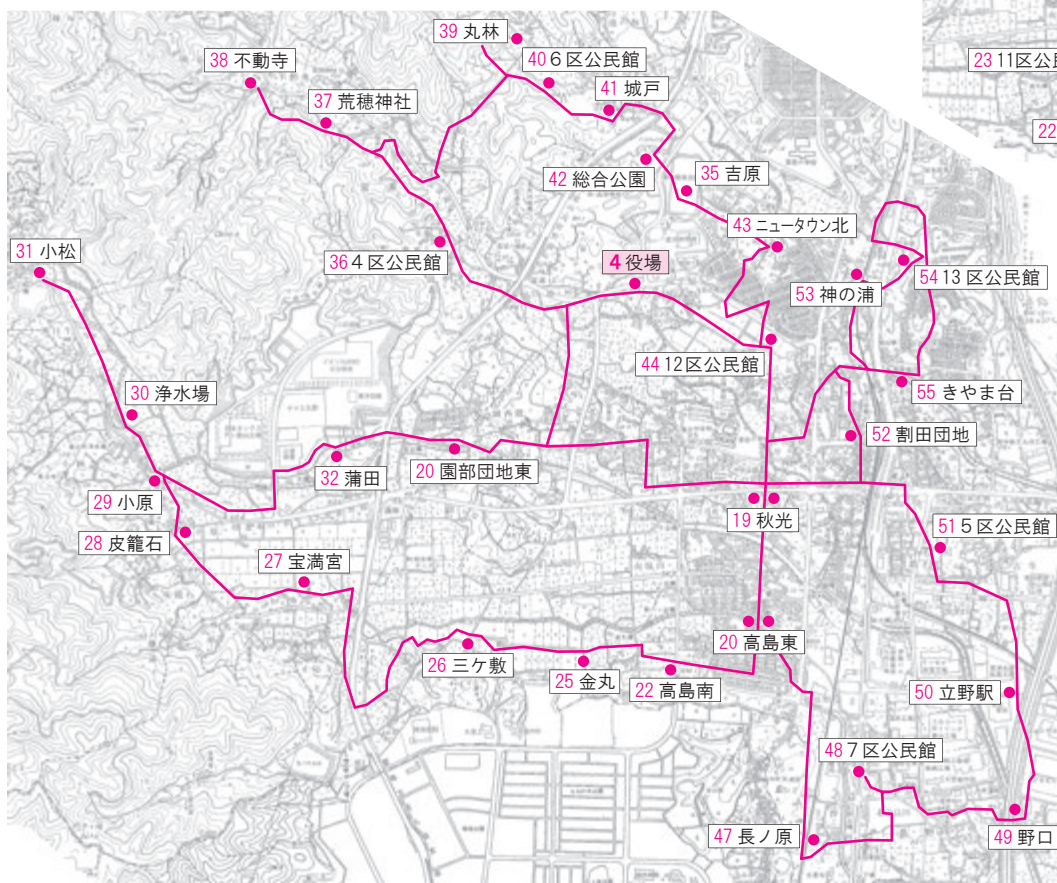 39 丸林
38 不動寺
40 6区公民館
23 11区公
37 荒穂神社
41 城戸
22
42 総合公園
35 吉原
43 ニュータウン北
31 小松
36 4区公民館
4 役場
53 神の浦
54 13区公民館
44 12区公民館
55 きやま台
30 浄水場
52 割田団地
32 蒲田
20 園部団地東
29 小原
19 秋光
51 5区公民館
28 皮籠石
27 宝満宮
20 高島東
26 三ケ敷
25 金丸
22 高島南
50 立野駅
48 7区公民館
47 長ノ原
49 野口